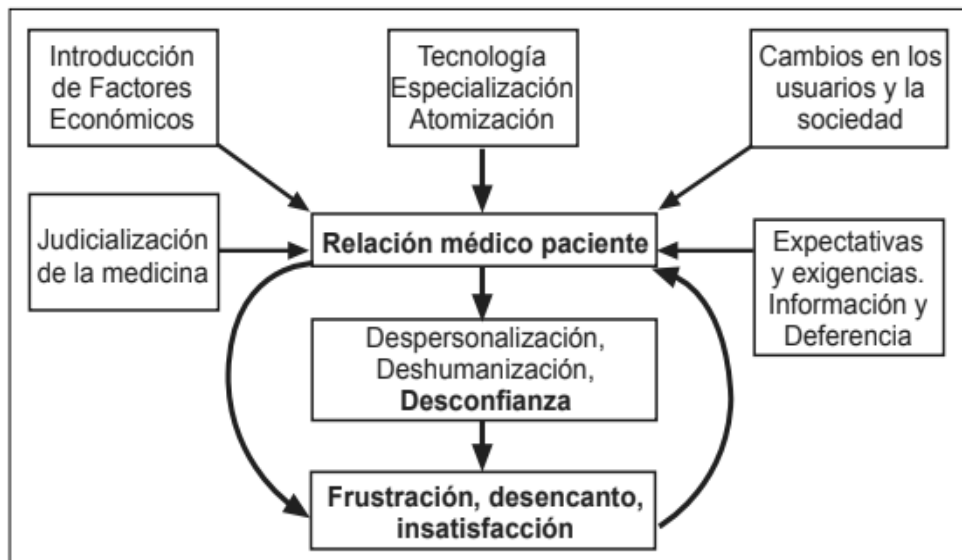 Introducción
de Factores
Económicos
Tecnología
Especialización
Atomización
Cambios en los
usuarios y la
sociedad
Judicialización
de la medicina
Relación médico paciente
Expectativas
y exigencias.
Información y
Deferencia
Despersonalización,
Deshumanización,
Desconfianza
Frustración, desencanto,
insatisfacción